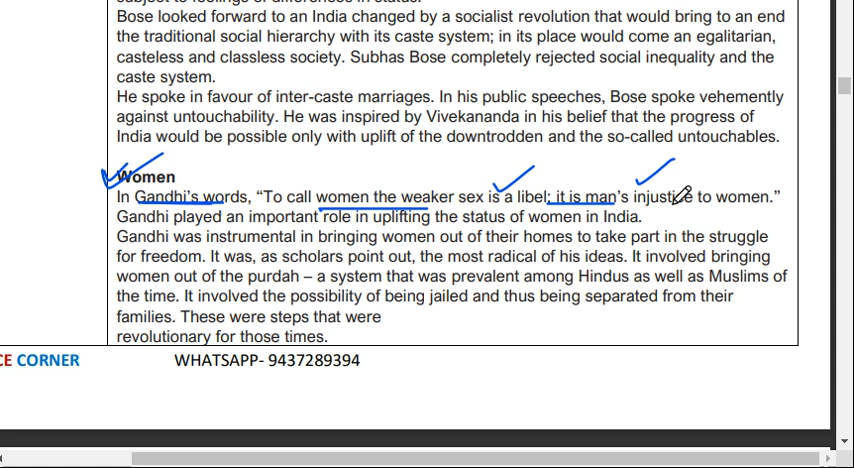 subject to feelings or differences in status.
Bose looked forward to an India changed by a socialist revolution that would bring to an end
the traditional social hierarchy with its caste system; in its place would come an egalitarian,
casteless and classless society. Subhas Bose completely rejected social inequality and the
caste system.
He spoke in favour of inter-caste marriages. In his public speeches, Bose spoke vehemently
against untouchability. He was inspired by Vivekananda in his belief that the progress of
India would be possible only with uplift of the downtrodden and the so-called untouchables.
Women
In Gandhi's words, “To call women the weaker sex is a libel; it is man's injustice to women.”
Gandhi played an important role in uplifting the status of women in India.
Gandhi was instrumental in bringing women out of their homes to take part in the struggle
for freedom. It was, as scholars point out, the most radical of his ideas. It involved bringing
women out of the purdah – a system that was prevalent among Hindus as well as Muslims of
the time. It involved the possibility of being jailed and thus being separated from their
families. These were steps that were
revolutionary for those times.
CE CORNER WHATSAPP- 9437289394